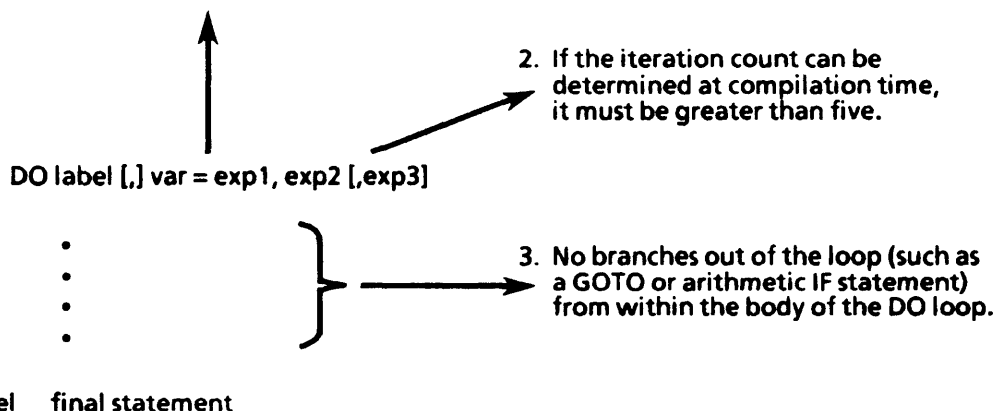 2. If the iteration count can be
determined at compilation time,
it must be greater than five.
DO label [,] var = exp1, exp2 [,exp3]
3. No branches out of the loop (such as
a GOTO or arithmetic IF statement)
from within the body of the DO loop.
el final statement